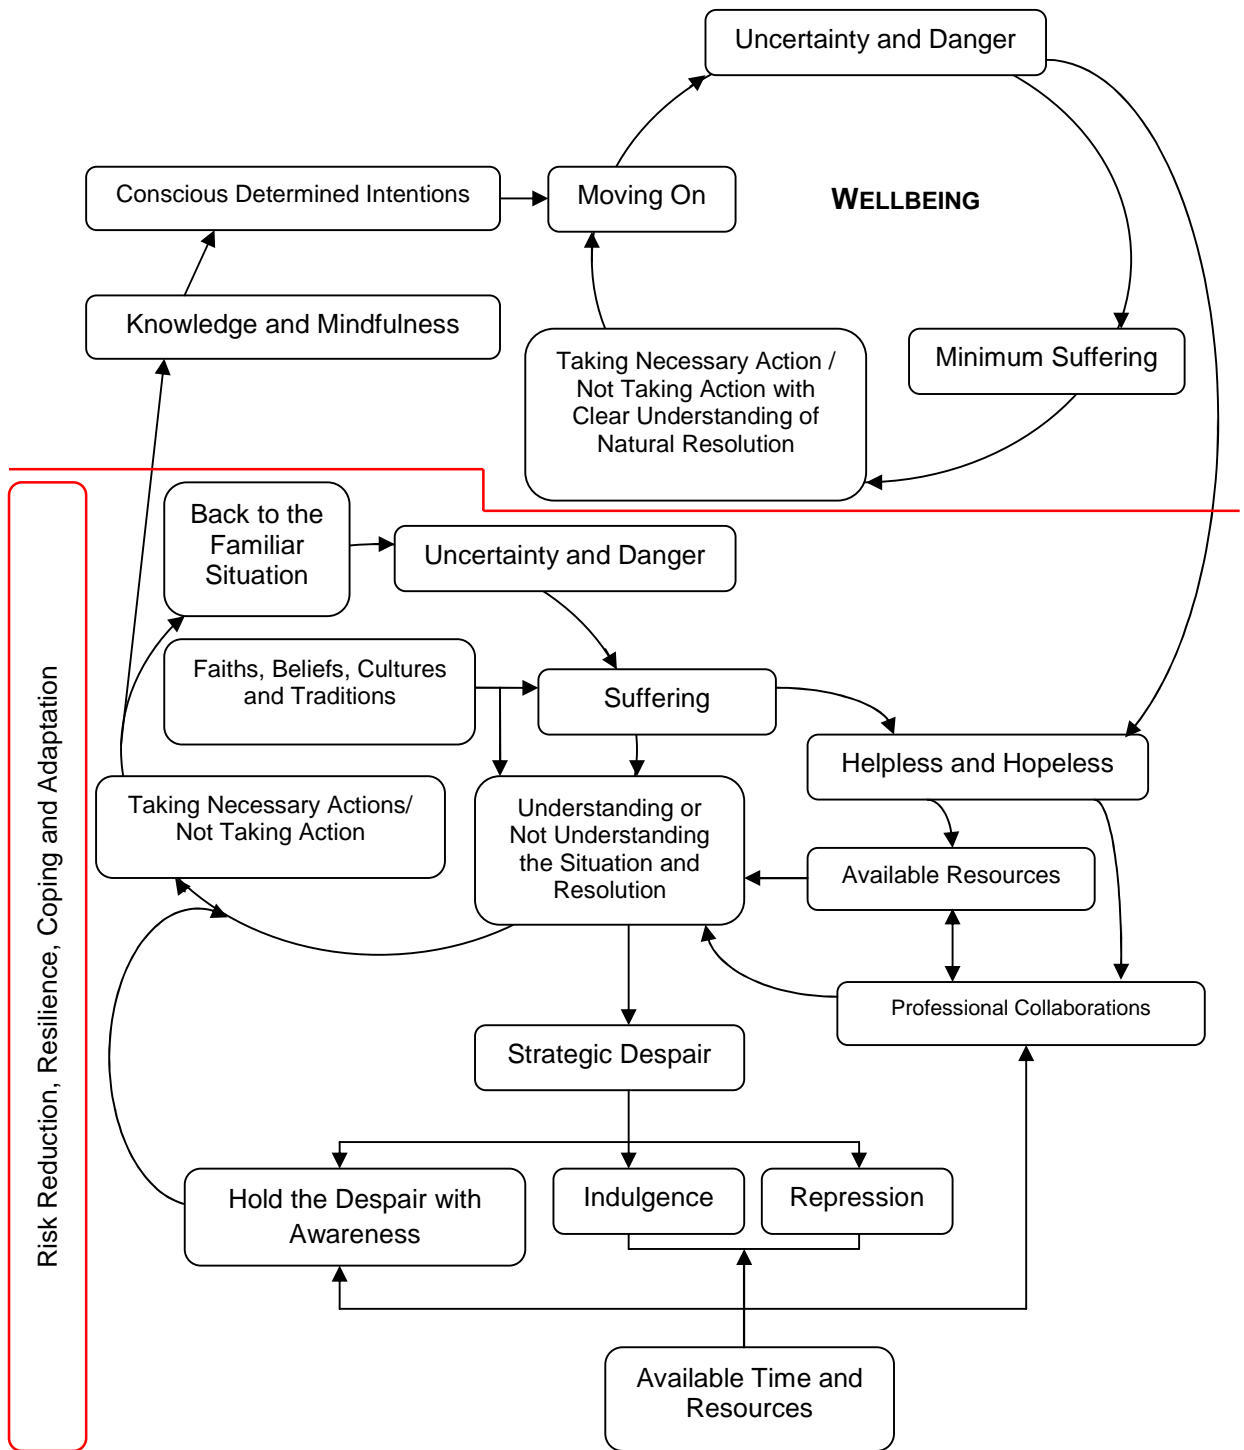 Uncertainty and Danger
Conscious Determined Intentions
Moving On
WELLBEING
Knowledge and Mindfulness
Taking Necessary Action /
Not Taking Action with
Clear Understanding of
Natural Resolution
Minimum Suffering
Back to the
Familiar
Situation
Uncertainty and Danger
Faiths, Beliefs, Cultures
and Traditions
Suffering
Helpless and Hopeless
Taking Necessary Actions/
Not Taking Action
Understanding or
Not Understanding
the Situation and
Resolution
Available Resources
Professional Collaborations
Strategic Despair
Hold the Despair with
Awareness
Indulgence
Repression
Available Time and
Resources
Risk Reduction, Resilience, Coping and Adaptation